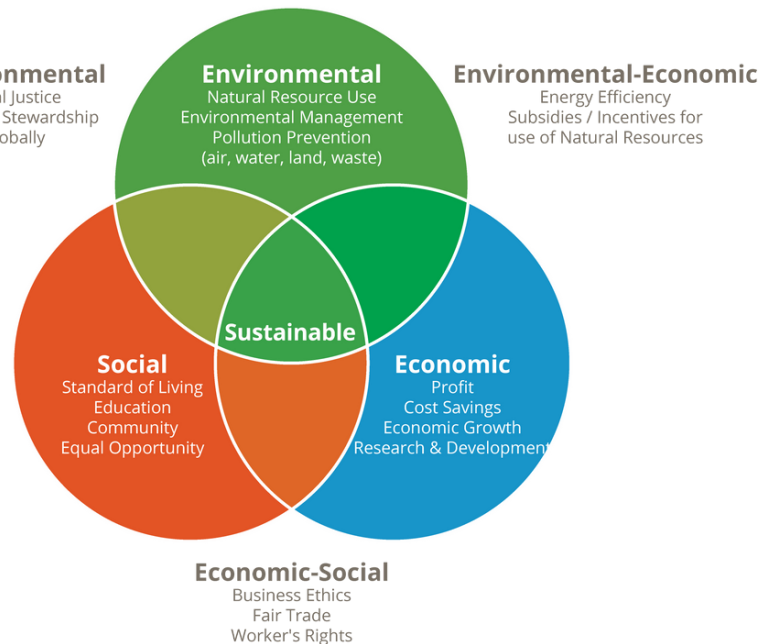 Environmental
Natural Resource Use
Environmental Management
Pollution Prevention
(air, water, land, waste)
Justice
Stewardship
Environmental-Economic
Energy Efficiency
Subsidies / Incentives for
use of Natural Resources
Sustainable
Social
Standard of Living
Education
Community
Equal Opportunity
Economic
Profit
Cost Savings
Economic Growth
Research & Development
Economic-Social
Business Ethics
Fair Trade
Worker's Rights